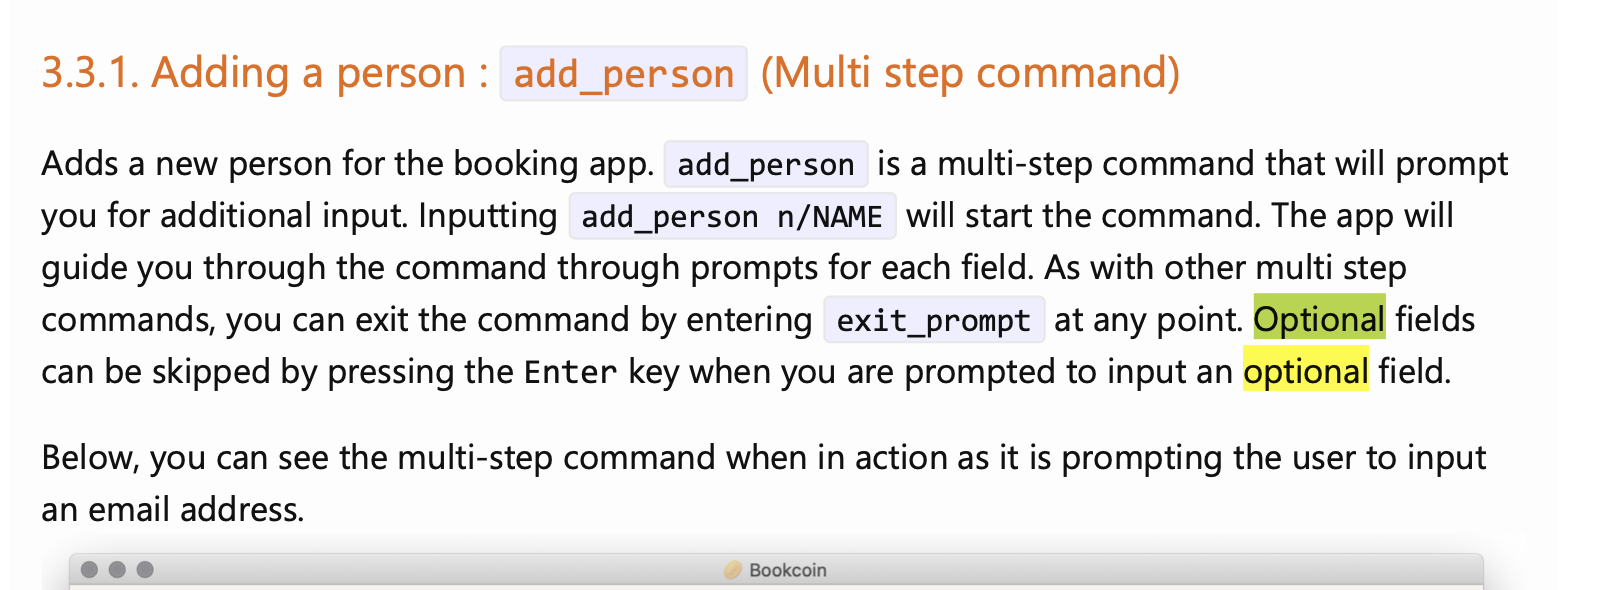 3.3.1. Adding a person : add_person (Multi step command)
Adds a new person for the booking app. add_person is a multi-step command that will prompt
you for additional input. Inputting add_person n/NAME will start the command. The app will
guide you through the command through prompts for each field. As with other multi step
commands, you can exit the command by entering exit_prompt at any point. Optional fields
can be skipped by pressing the Enter key when you are prompted to input an optional field.
Below, you can see the multi-step command when in action as it is prompting the user to input
an email address.
Bookcoin